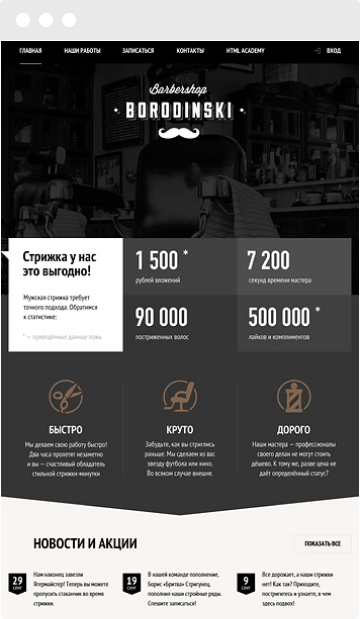 ГЛАВНАЯ НАШИ РАБОТЫ ЗАПИСАТЬСЯ КОНТАКТЫ HTML ACADEMY ВХОД
Barbershop
BORODINSKI
Стрижка у нас
это выгодно!
Мужская стрижка требует
точного подхода. Обратимся
к статистике:
* — приведённые данные ложь
1 500 *
рублей вложений
7 200
секунд времени мастера
90 000
постриженных волос
500 000 *
лайков и комплиментов
БЫСТРО
Мы делаем свою работу быстро!
Два часа пролетят незаметно
и вы — счастливый обладатель
стильной стрижки-минутки
КРУТО
Забудьте, как вы стриглись
раньше. Мы сделаем из вас
звезду футбола или кино.
Во всяком случае внешне.
ДОРОГО
Наши мастера — профессионалы
своего дела и не могут стоить
дёшево. К тому же, разве цена не
даёт определённый статус?
НОВОСТИ И АКЦИИ
ПОКАЗАТЬ ВСЕ
29
СЕНТ
Нам наконец завезли
Ягермайстер! Теперь вы можете
пропустить стаканчик во время
стрижки.
19
СЕНТ
В нашей команде пополнение,
Борис «Бритва» Стригунец,
пополнил наши стройные ряды.
Спешите записаться!
9
СЕНТ
Все дорожает, а наши стрижки
нет! Как так? Приходите,
постригитесь и узнаете, в чем
здесь подвох!